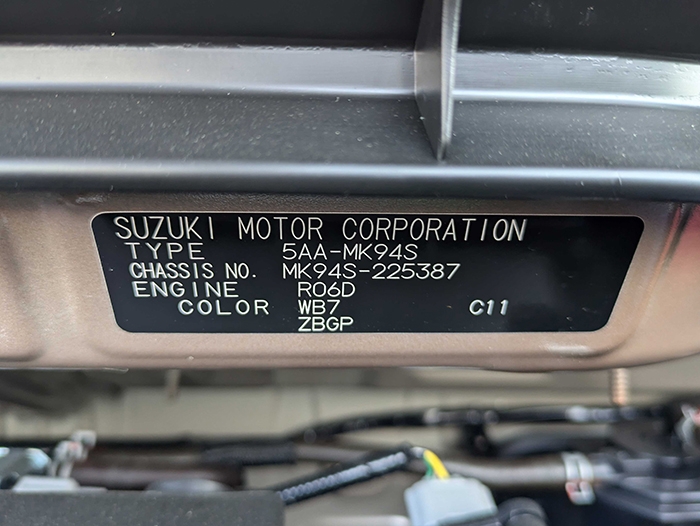 SUZUKI MOTOR CORPORATION
TYPE 5AA-MK94S
CHASSIS NO. MK94S-225387
ENGINE R06D
COLOR WB7 C11
ZBGP